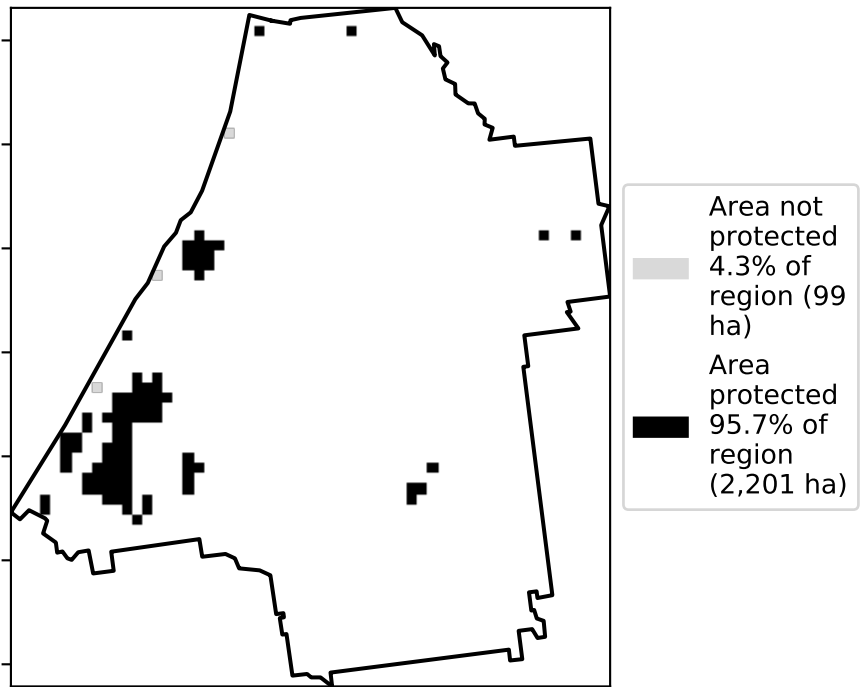 Area not
protected
4.3% of
region (99
ha)
Area
protected
95.7% of
region
(2,201 ha)